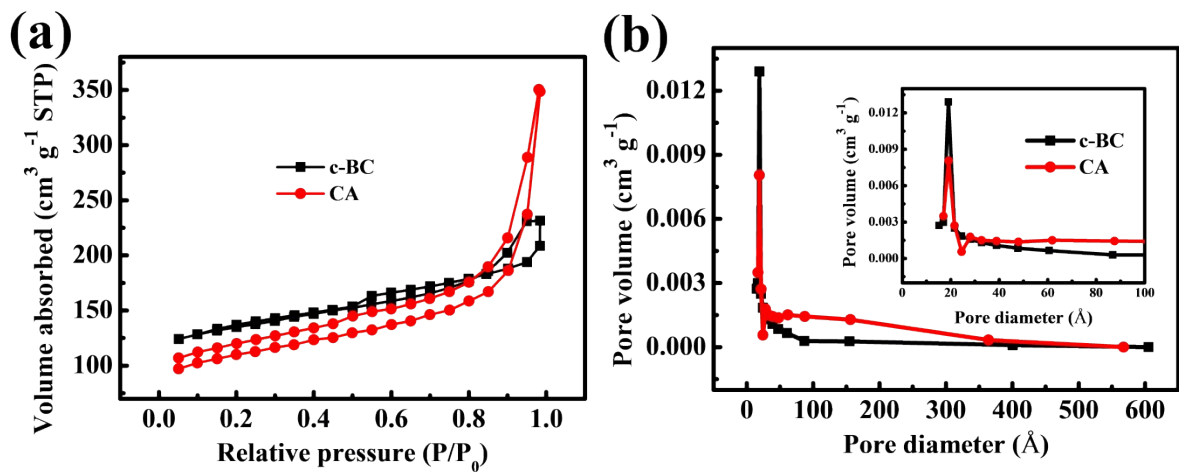 (a)
Volume absorbed (cm³ g⁻¹ STP)
350
300
250
200
150
100
c-BC
CA
0.0 0.2 0.4 0.6 0.8 1.0
Relative pressure (P/P₀)
(b)
Pore volume (cm³ g⁻¹)
0.012
0.009
0.006
0.003
0.000
0 100 200 300 400 500 600
Pore diameter (Å)
Pore volume (cm³ g⁻¹)
0.012
0.009
0.006
0.003
0.000
c-BC
CA
0 20 40 60 80 100
Pore diameter (Å)